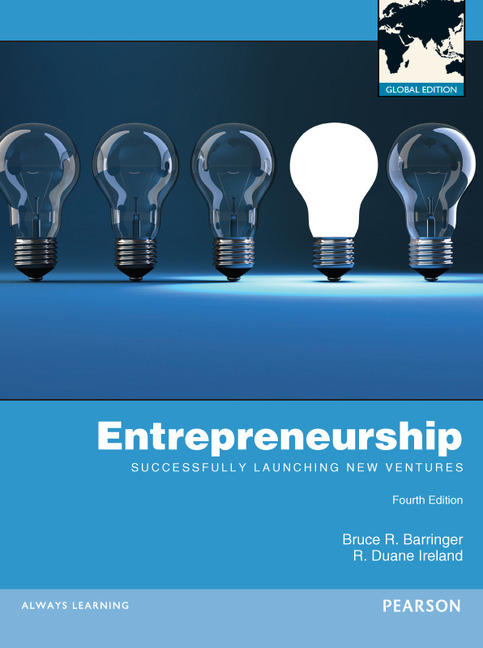 GLOBAL EDITION
Entrepreneurship
SUCCESSFULLY LAUNCHING NEW VENTURES
Fourth Edition
Bruce R. Barringer
R. Duane Ireland
ALWAYS LEARNING
PEARSON